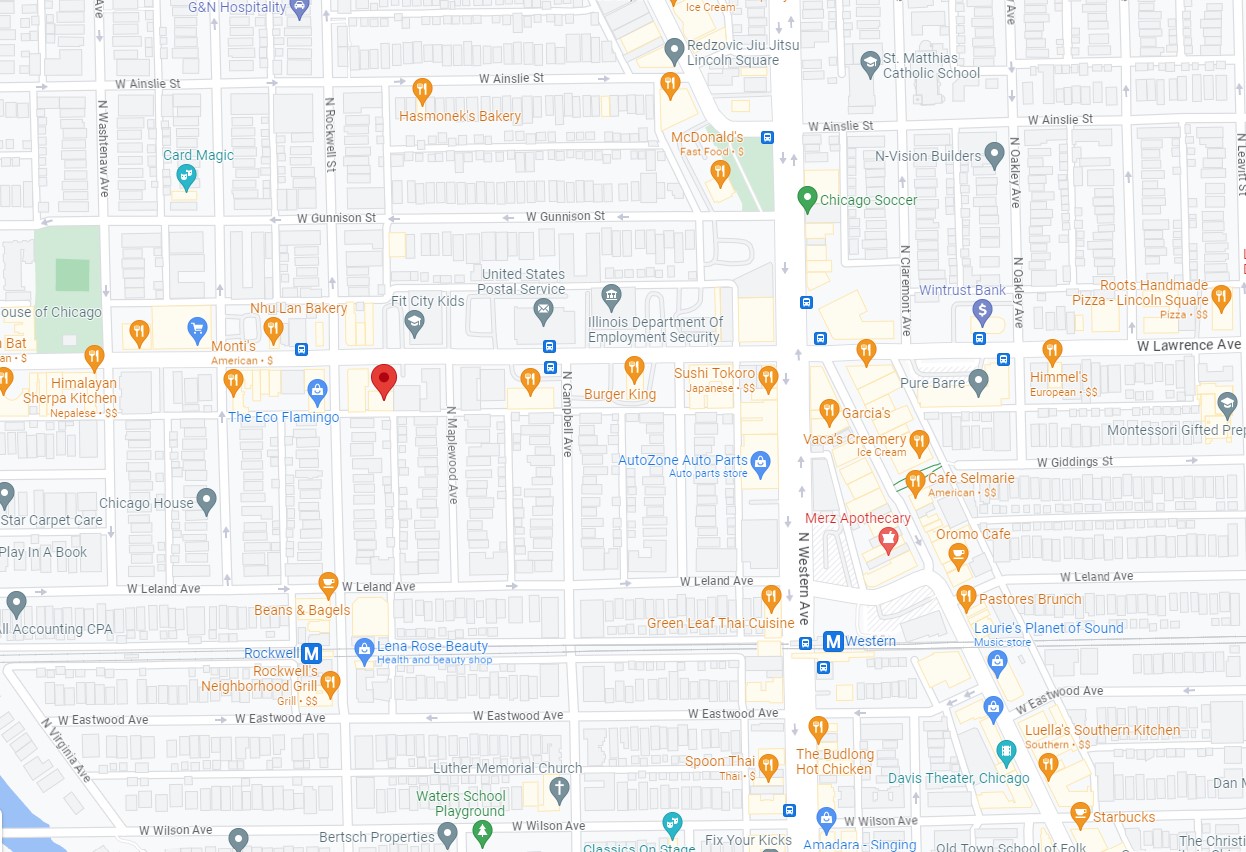 G&N Hospitality
Ice Cream
Redzovic Jiu Jitsu
Lincoln Square
St. Matthias
Catholic School
W Ainslie St
W Ainslie St
Hasmonek's Bakery
N Washtenaw Ave
N Rockwell St
W Ainslie St
W Ainslie St
McDonald's
Fast Food • $
Card Magic
N-Vision Builders
N Oakley Ave
N Leavitt St
Chicago Soccer
W Gunnison St
W Gunnison St
N Claremont Ave
N Oakley Ave
United States
Postal Service
Wintrust Bank
Roots Handmade
Pizza - Lincoln Square
Pizza • $$
ouse of Chicago
Nhu Lan Bakery
Fit City Kids
Illinois Department Of
Employment Security
Bat
Monti's
American • $
W Lawrence Ave
Himalayan
Sherpa Kitchen
Nepalese • $$
The Eco Flamingo
Burger King
Sushi Tokoro
Japanese • $$
Pure Barre
Himmel's
European • $$
N Maplewood Ave
N Campbell Ave
Garcia's
Vaca's Creamery
Ice Cream
Montessori Gifted Prep
AutoZone Auto Parts
Auto parts store
W Giddings St
Cafe Selmarie
American • $$
Chicago House
Star Carpet Care
Merz Apothecary
Oromo Cafe
Play In A Book
N Western Ave
W Leland Ave
W Leland Ave
W Leland Ave
W Leland Ave
Beans & Bagels
Pastores Brunch
All Accounting CPA
Green Leaf Thai Cuisine
Laurie's Planet of Sound
Music store
Rockwell
M
Lena Rose Beauty
Health and beauty shop
M
Western
Rockwell's
Neighborhood Grill
Grill • $$
W Eastwood Ave
W Eastwood Ave
W Eastwood Ave
W Eastwood Ave
W Eastwood Ave
N Virginia Ave
Luella's Southern Kitchen
Southern • $$
Luther Memorial Church
Spoon Thai
Thai • $
The Budlong
Hot Chicken
Davis Theater, Chicago
Dan M
Waters School
Playground
Starbucks
W Wilson Ave
W Wilson Ave
W Wilson Ave
Bertsch Properties
Classics On Stage
Fix Your Kicks
Amadara - Singing
Old Town School of Folk
The Christi